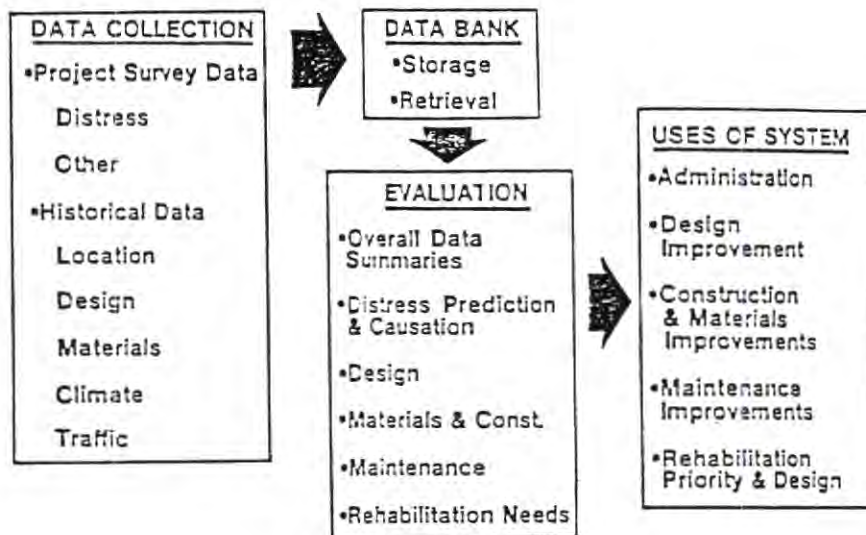 DATA COLLECTION
•Project Survey Data
Distress
Other
•Historical Data
Location
Design
Materials
Climate
Traffic
DATA BANK
•Storage
•Retrieval
EVALUATION
•Overall Data
Summaries
•Distress Prediction
& Causation
•Design
•Materials & Const.
•Maintenance
•Rehabilitation Needs
USES OF SYSTEM
•Administration
•Design
Improvement
•Construction
& Materials
Improvements
•Maintenance
Improvements
•Rehabilitation
Priority & Design